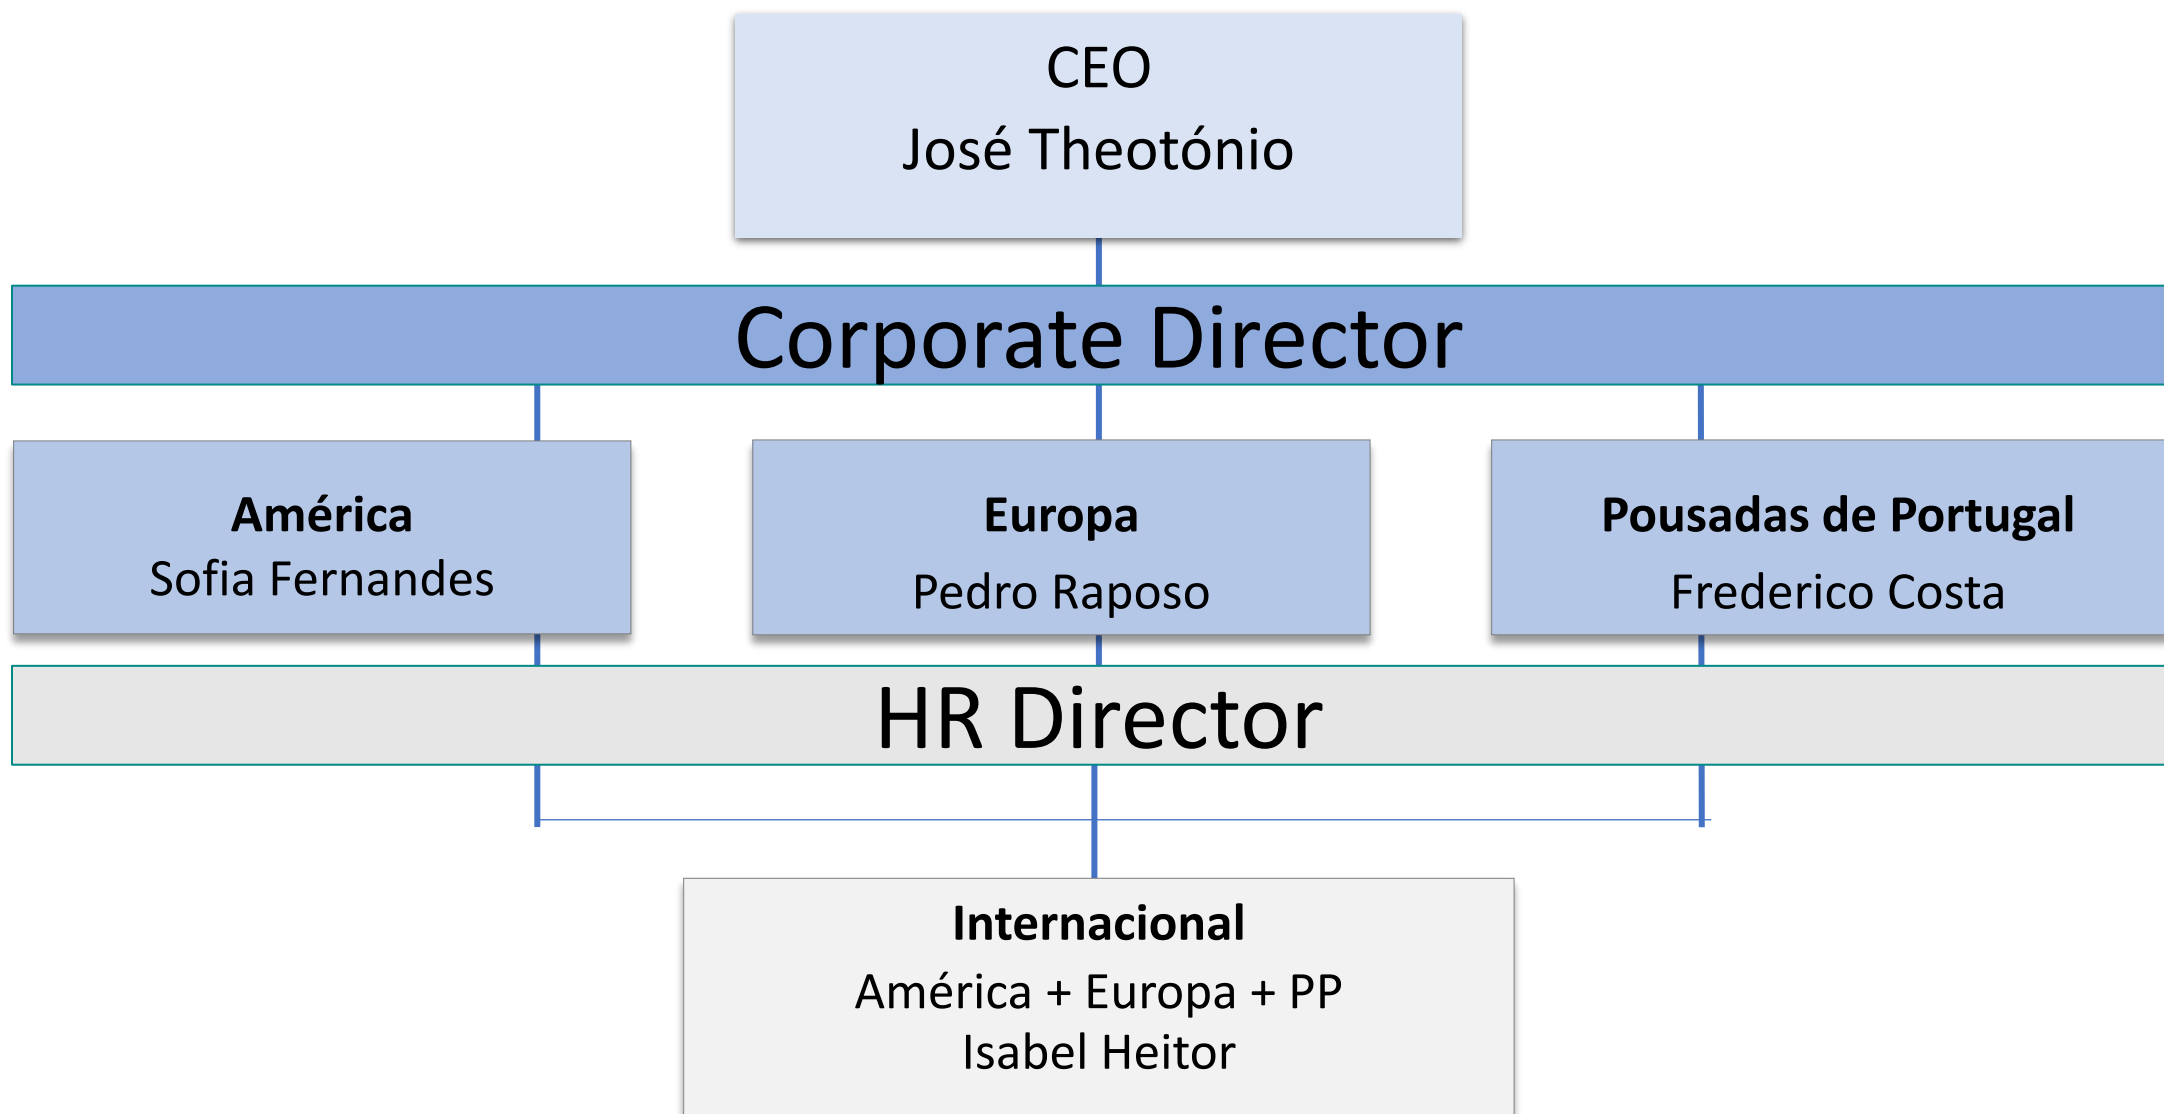 CEO
José Theotónio
Corporate Director
América
Sofia Fernandes
Europa
Pedro Raposo
Pousadas de Portugal
Frederico Costa
HR Director
Internacional
América + Europa + PP
Isabel Heitor